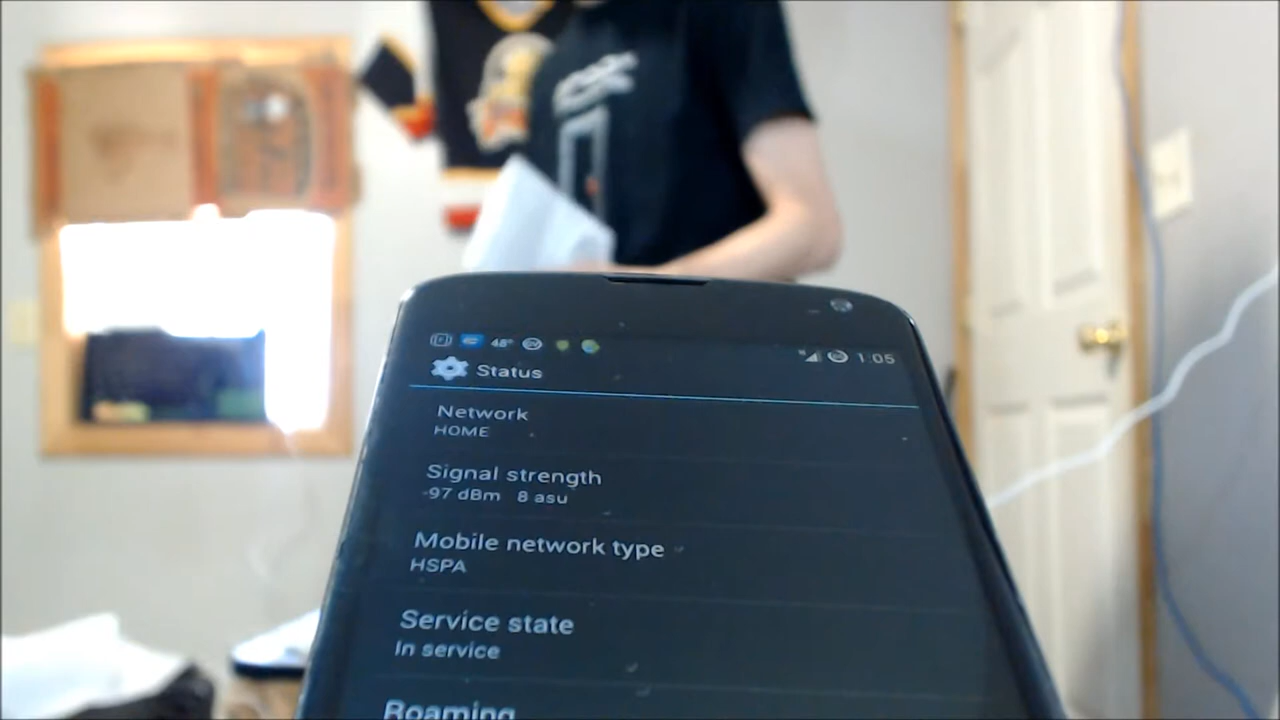 48° 1:05
Status
Network
HOME
Signal strength
-97 dBm 8 asu
Mobile network type
HSPA
Service state
In service
Roaming